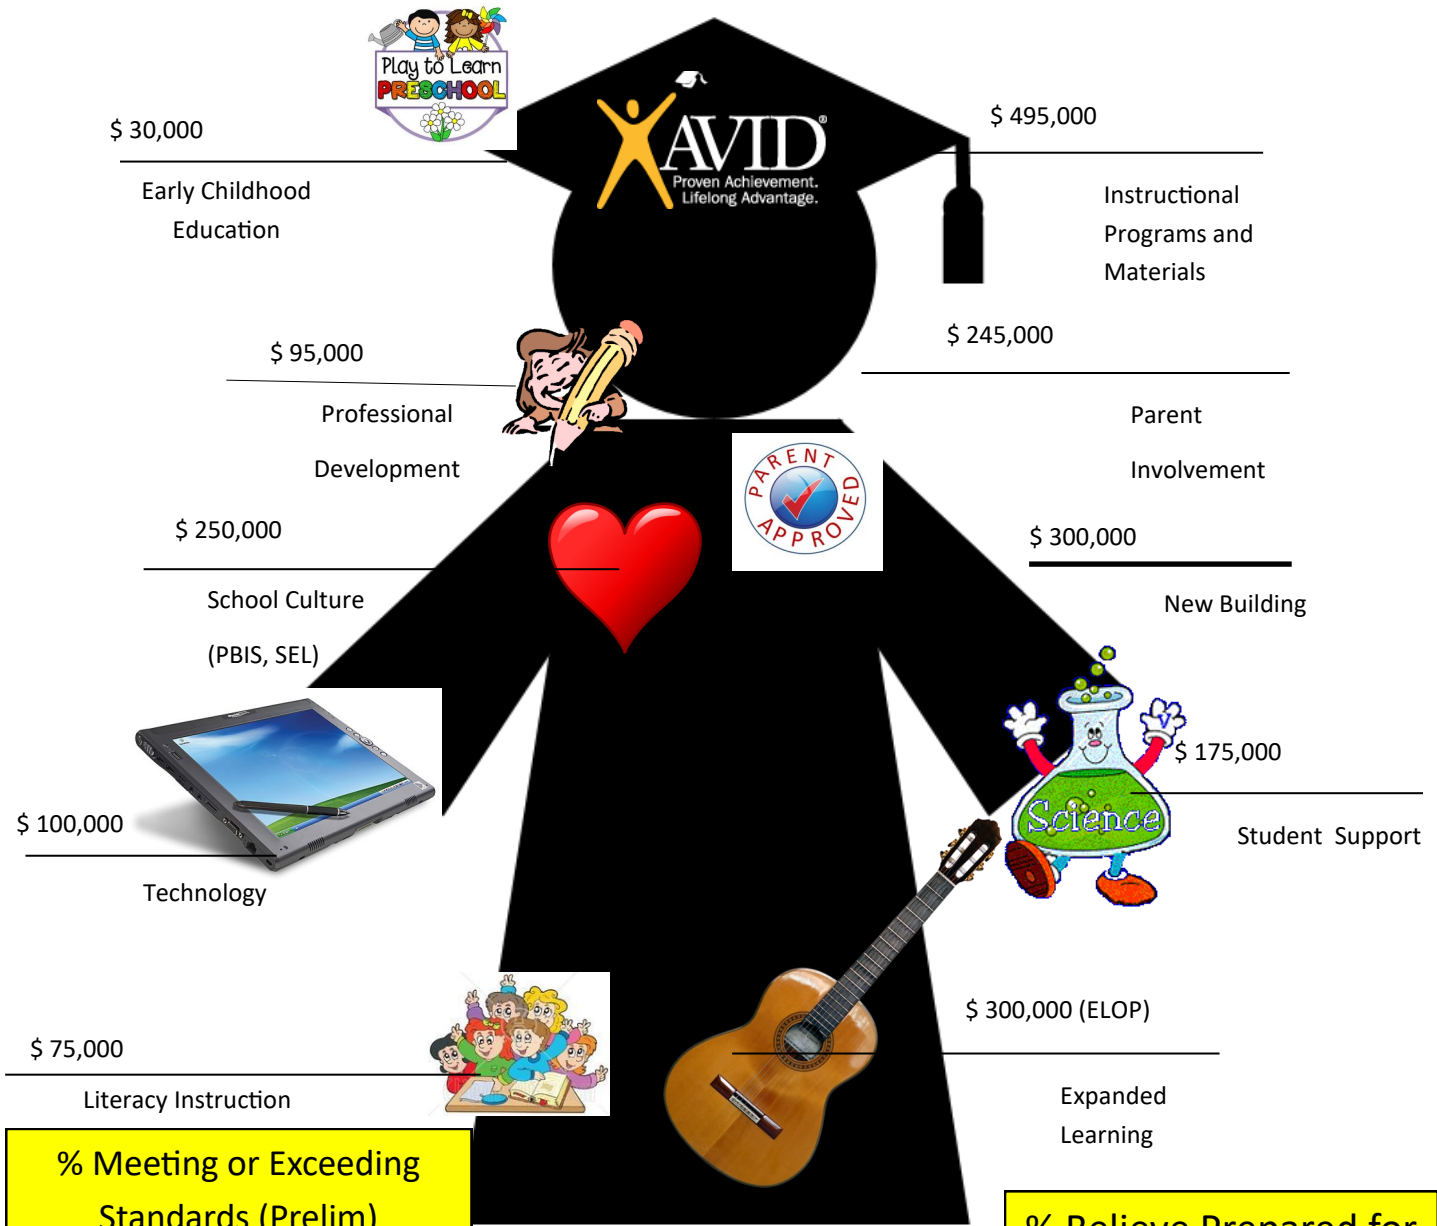 Play to Learn
PRESCHOOL
$ 30,000
Early Childhood
Education
AVID®
Proven Achievement.
Lifelong Advantage.
$ 495,000
Instructional
Programs and
Materials
$ 95,000
Professional
Development
$ 245,000
Parent
Involvement
PARENT APPROVED
$ 250,000
School Culture
(PBIS, SEL)
$ 300,000
New Building
$ 175,000
Student Support
Science
$ 100,000
Technology
$ 300,000 (ELOP)
Expanded
Learning
$ 75,000
Literacy Instruction
% Meeting or Exceeding
Standards (Prelim)
% Believe Prepared for